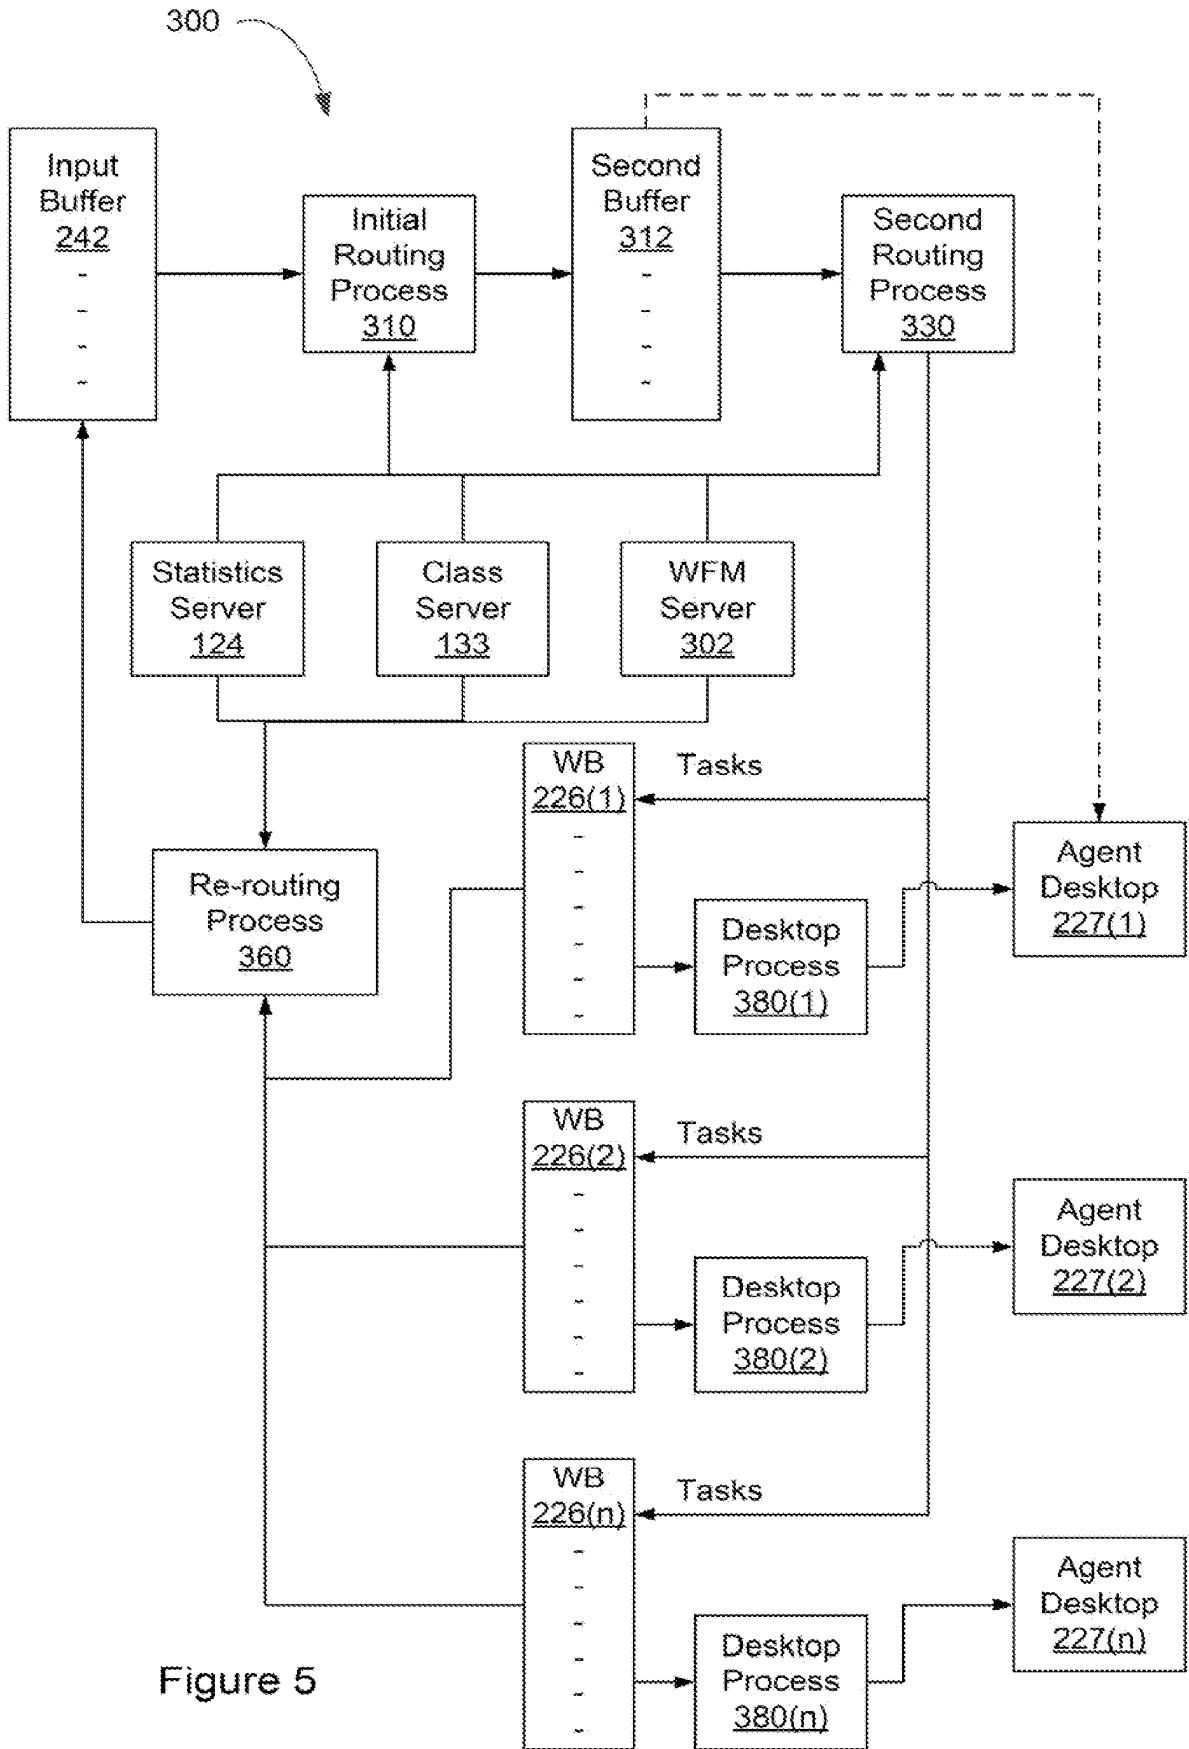 300
Input
Buffer
242
Initial
Routing
Process
310
Second
Buffer
312
Second
Routing
Process
330
Statistics
Server
124
Class
Server
133
WFM
Server
302
Re-routing
Process
360
WB
226(1)
Tasks
Desktop
Process
380(1)
Agent
Desktop
227(1)
WB
226(2)
Tasks
Desktop
Process
380(2)
Agent
Desktop
227(2)
WB
226(n)
Tasks
Desktop
Process
380(n)
Agent
Desktop
227(n)
Figure 5